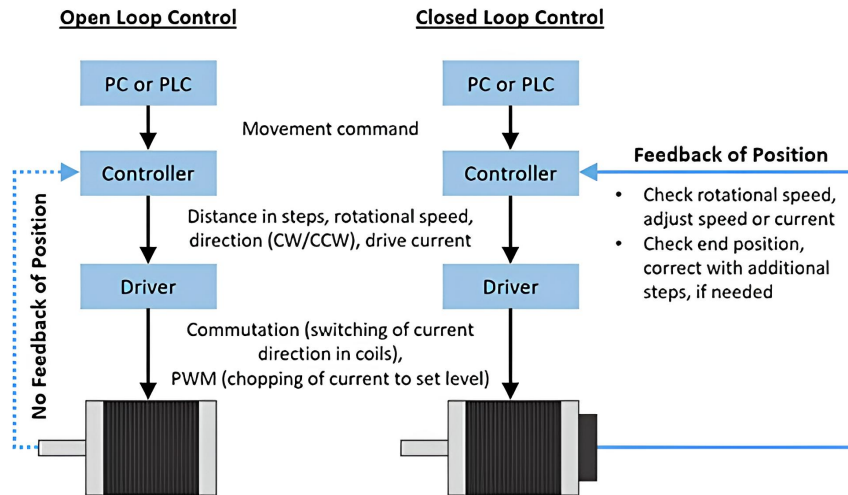 Open Loop Control
Closed Loop Control
PC or PLC
PC or PLC
Movement command
Controller
Controller
Feedback of Position
• Check rotational speed,
adjust speed or current
• Check end position,
correct with additional
steps, if needed
No Feedback of Position
Distance in steps, rotational speed,
direction (CW/CCW), drive current
Driver
Driver
Commutation (switching of current
direction in coils),
PWM (chopping of current to set level)